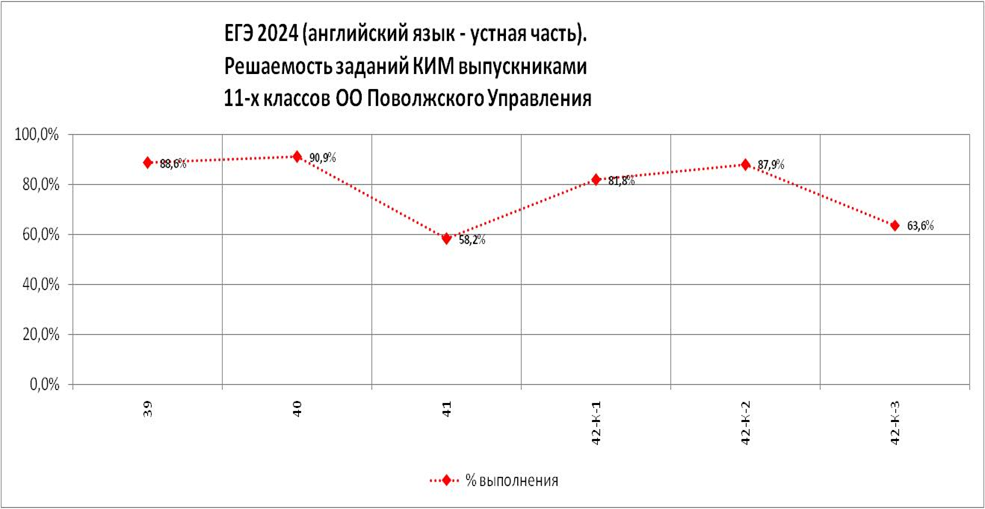 ЕГЭ 2024 (английский язык - устная часть).
Решаемость заданий КИМ выпускниками
11-х классов ОО Поволжского Управления
100,0%
80,0%
60,0%
40,0%
20,0%
0,0%
88,6%
90,9%
58,2%
81,8%
87,9%
63,6%
39
40
41
42-К-1
42-К-2
42-К-3
% выполнения